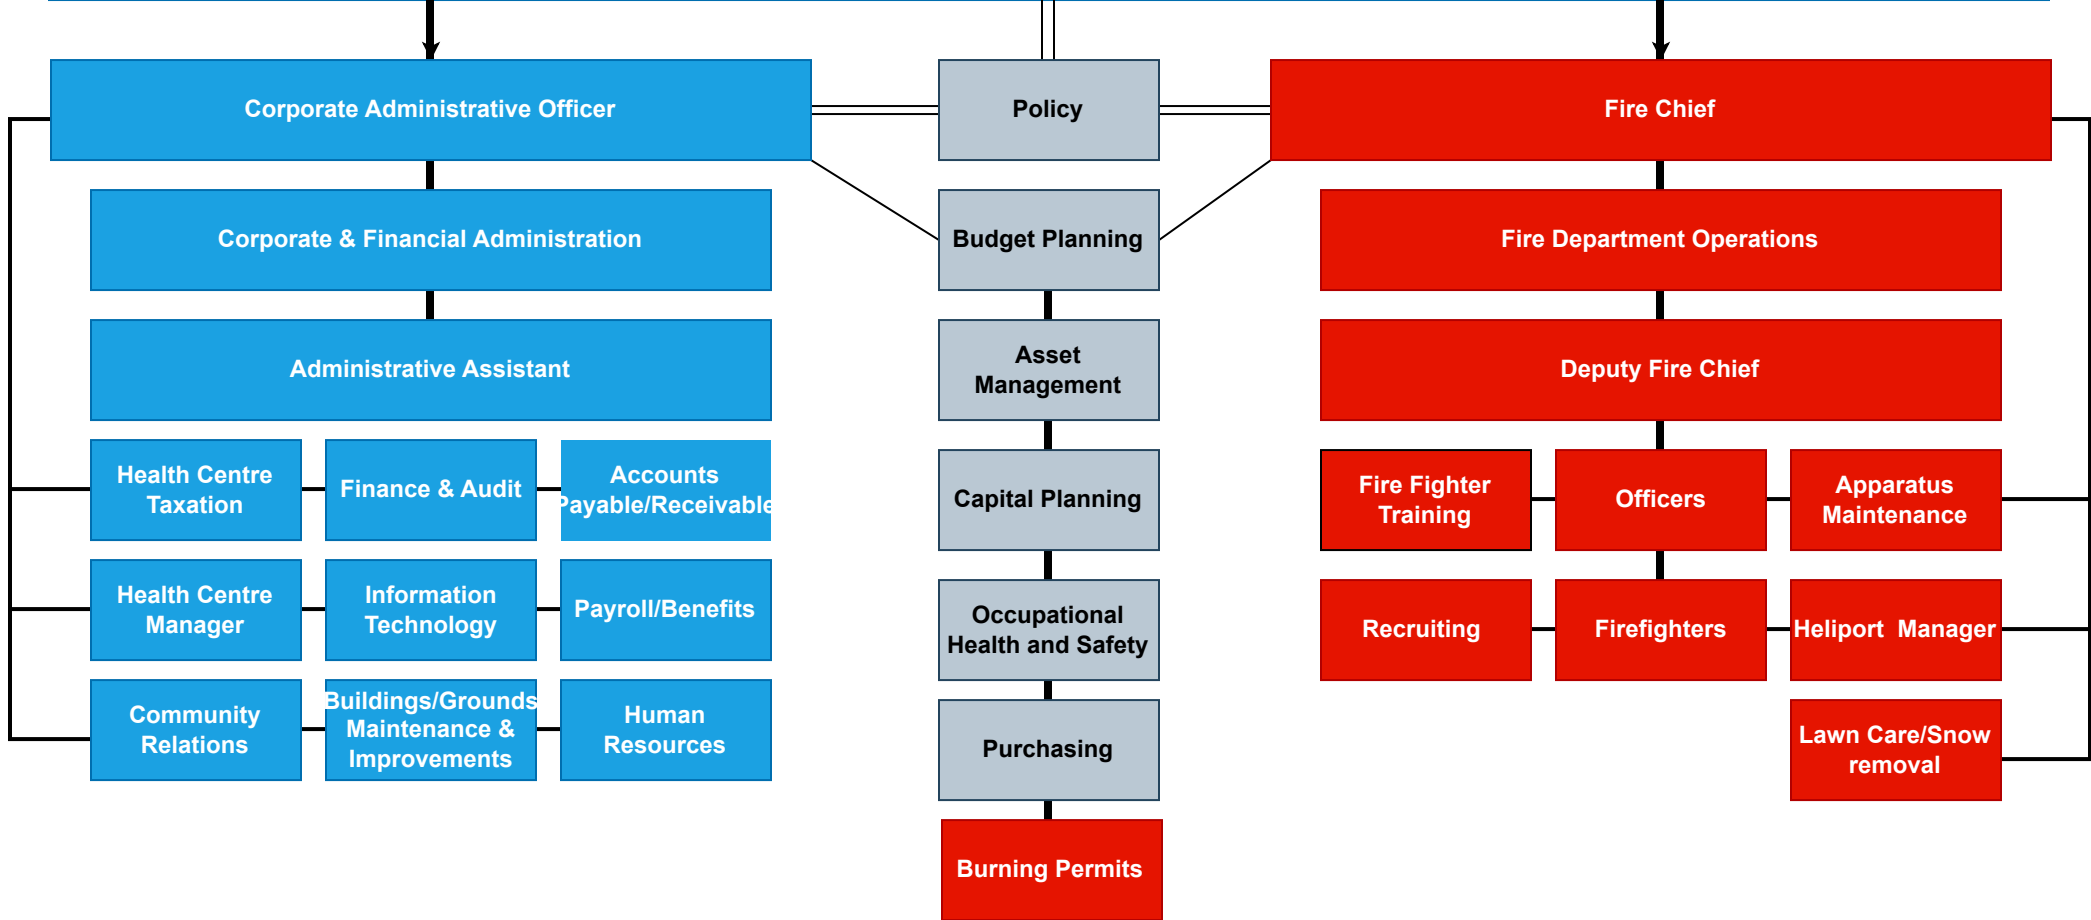 Corporate Administrative Officer
Policy
Fire Chief
Corporate & Financial Administration
Budget Planning
Fire Department Operations
Administrative Assistant
Asset
Management
Deputy Fire Chief
Health Centre
Taxation
Finance & Audit
Accounts
Payable/Receivable
Capital Planning
Fire Fighter
Training
Officers
Apparatus
Maintenance
Health Centre
Manager
Information
Technology
Payroll/Benefits
Occupational
Health and Safety
Recruiting
Firefighters
Heliport  Manager
Community
Relations
Buildings/Grounds
Maintenance &
Improvements
Human
Resources
Purchasing
Lawn Care/Snow
removal
Burning Permits